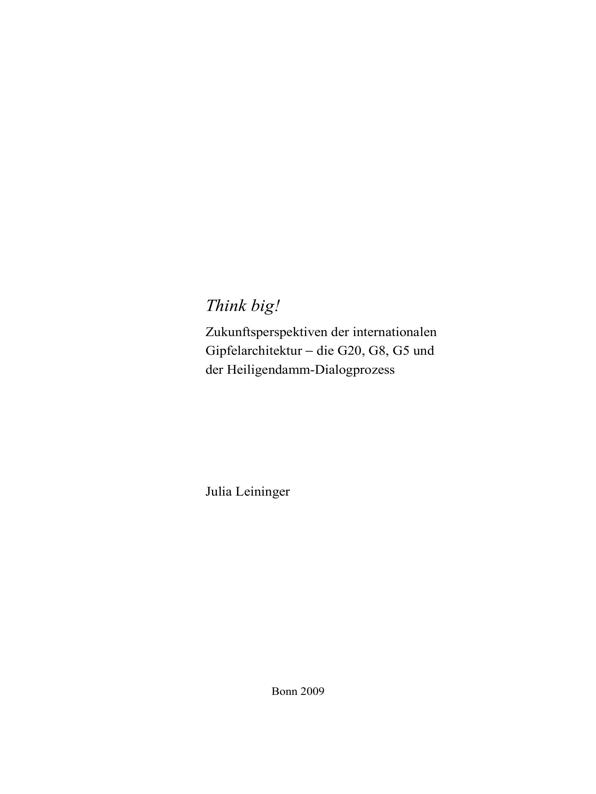 Think big!
Zukunftsperspektiven der internationalen
Gipfelarchitektur – die G20, G8, G5 und
der Heiligendamm-Dialogprozess
Julia Leininger
Bonn 2009